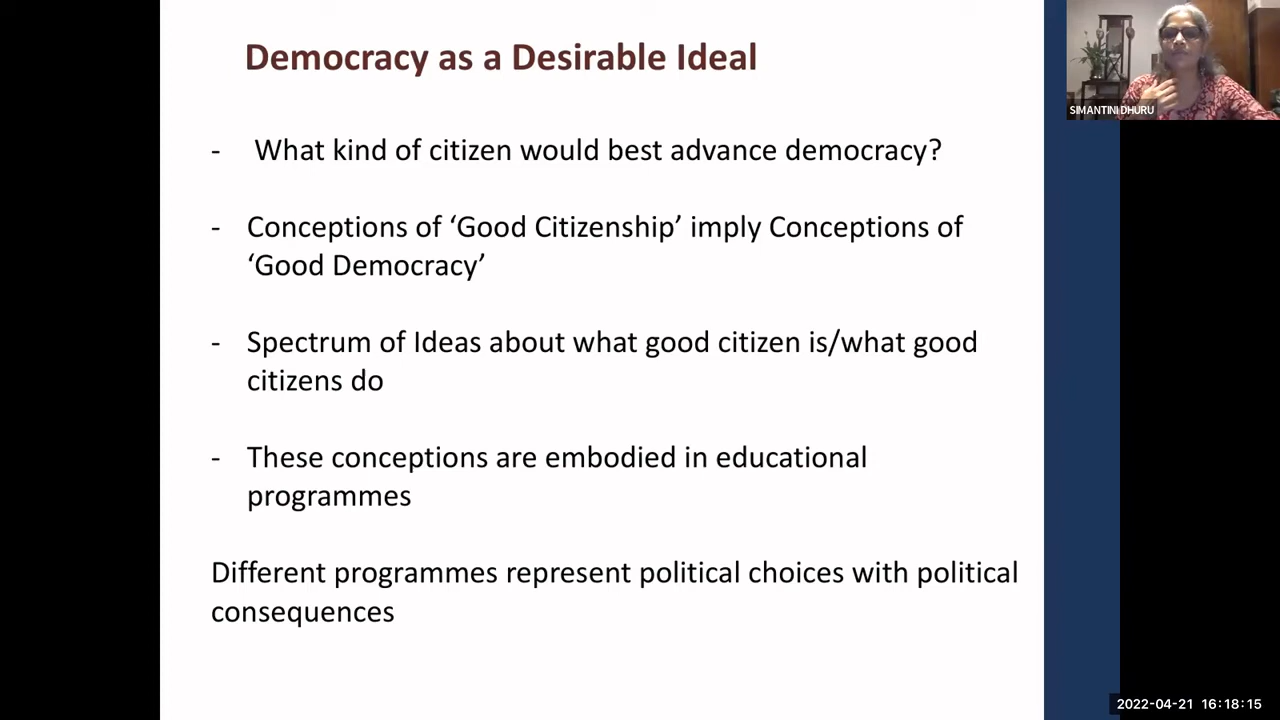 Democracy as a Desirable Ideal
- What kind of citizen would best advance democracy?
- Conceptions of ‘Good Citizenship’ imply Conceptions of
‘Good Democracy’
- Spectrum of Ideas about what good citizen is/what good
citizens do
- These conceptions are embodied in educational
programmes
Different programmes represent political choices with political
consequences
SIMANTINI DHURU
2022-04-21 16:18:15